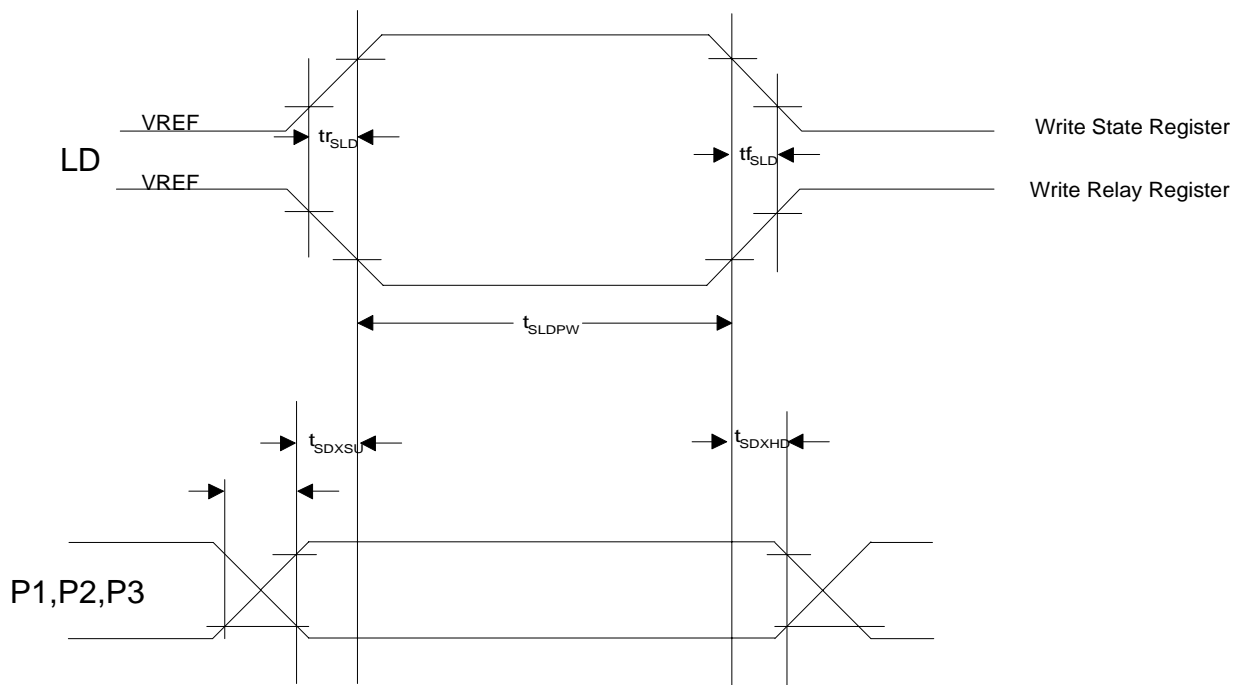 VREF
trSLD
tfSLD
Write State Register
LD
VREF
Write Relay Register
tSLDPW
tSDXSU
tSDXHD
P1,P2,P3